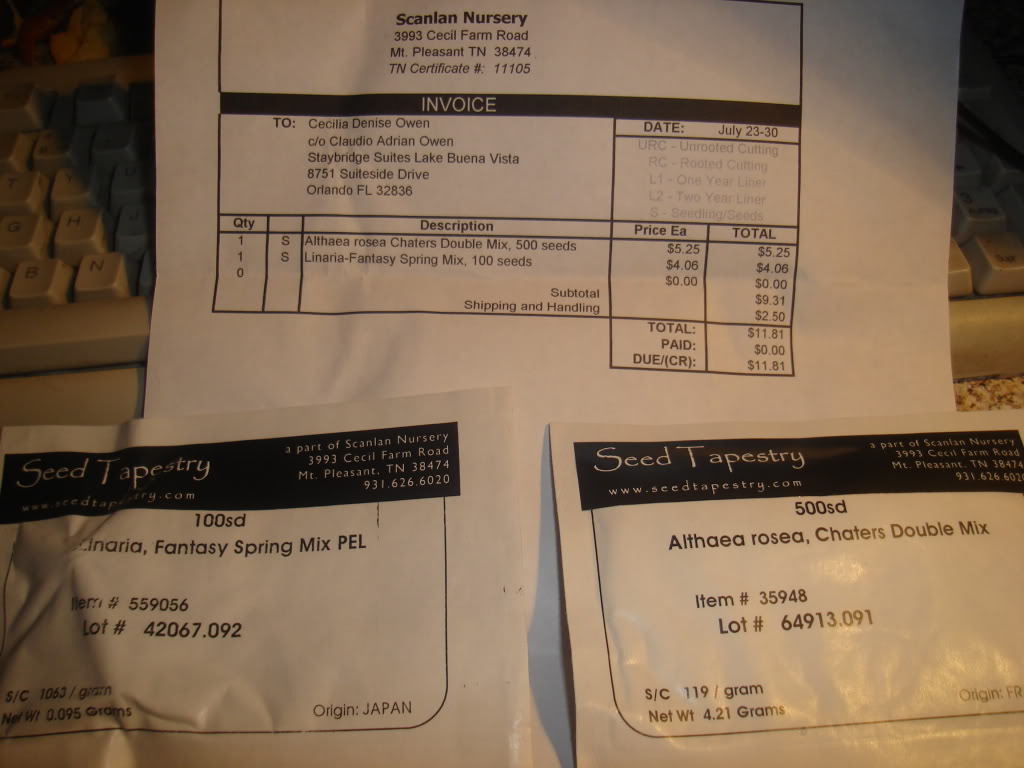 Scanlan Nursery
3993 Cecil Farm Road
Mt. Pleasant TN 38474
TN Certificate #: 11105
INVOICE
TO: Cecilia Denise Owen
c/o Claudio Adrian Owen
Staybridge Suites Lake Buena Vista
8751 Suiteside Drive
Orlando FL 32836
DATE: July 23-30
URC - Unrooted Cutting
RC - Rooted Cutting
L1 - One Year Liner
L2 - Two Year Liner
S - Seedling/Seeds
Qty Description Price Ea TOTAL
1 S Althaea rosea Chaters Double Mix, 500 seeds $5.25 $5.25
1 S Linaria-Fantasy Spring Mix, 100 seeds $4.06 $4.06
0 $0.00 $0.00
Subtotal $9.31
Shipping and Handling $2.50
TOTAL: $11.81
PAID: $0.00
DUE/(CR): $11.81
Seed Tapestry
www.seedtapestry.com
a part of Scanlan Nursery
3993 Cecil Farm Road
Mt. Pleasant, TN 38474
931.626.6020
100sd
Linaria, Fantasy Spring Mix PEL
Item # 559056
Lot # 42067.092
S/C 1063 / gram
Net Wt 0.095 Grams
Origin: JAPAN
Seed Tapestry
www.seedtapestry.com
a part of Scanlan Nursery
3993 Cecil Farm Road
Mt. Pleasant, TN 38474
931.626.6020
500sd
Althaea rosea, Chaters Double Mix
Item # 35948
Lot # 64913.091
S/C 119 / gram
Net Wt 4.21 Grams
Origin: FR
T
Y
G
H
B
N